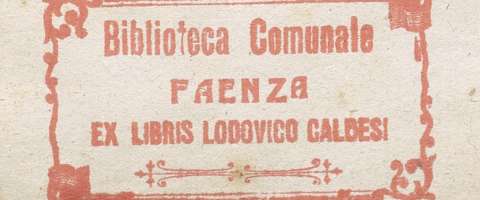 Biblioteca Comunale
FAENZA
EX LIBRIS LODOVICO CALDESI